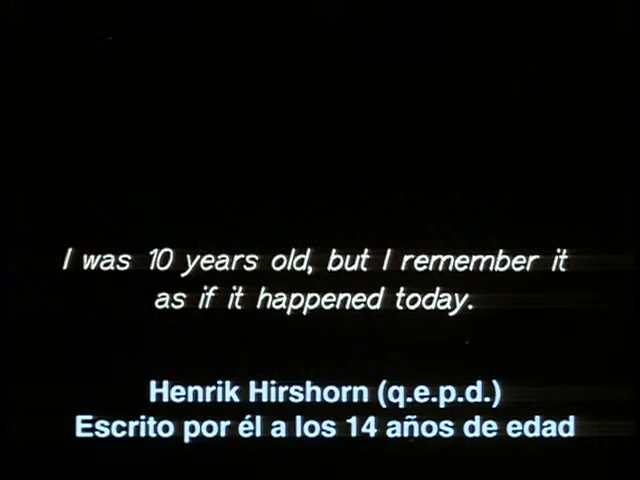 I was 10 years old, but I remember it
as if it happened today.
Henrik Hirshorn (q.e.p.d.)
Escrito por él a los 14 años de edad